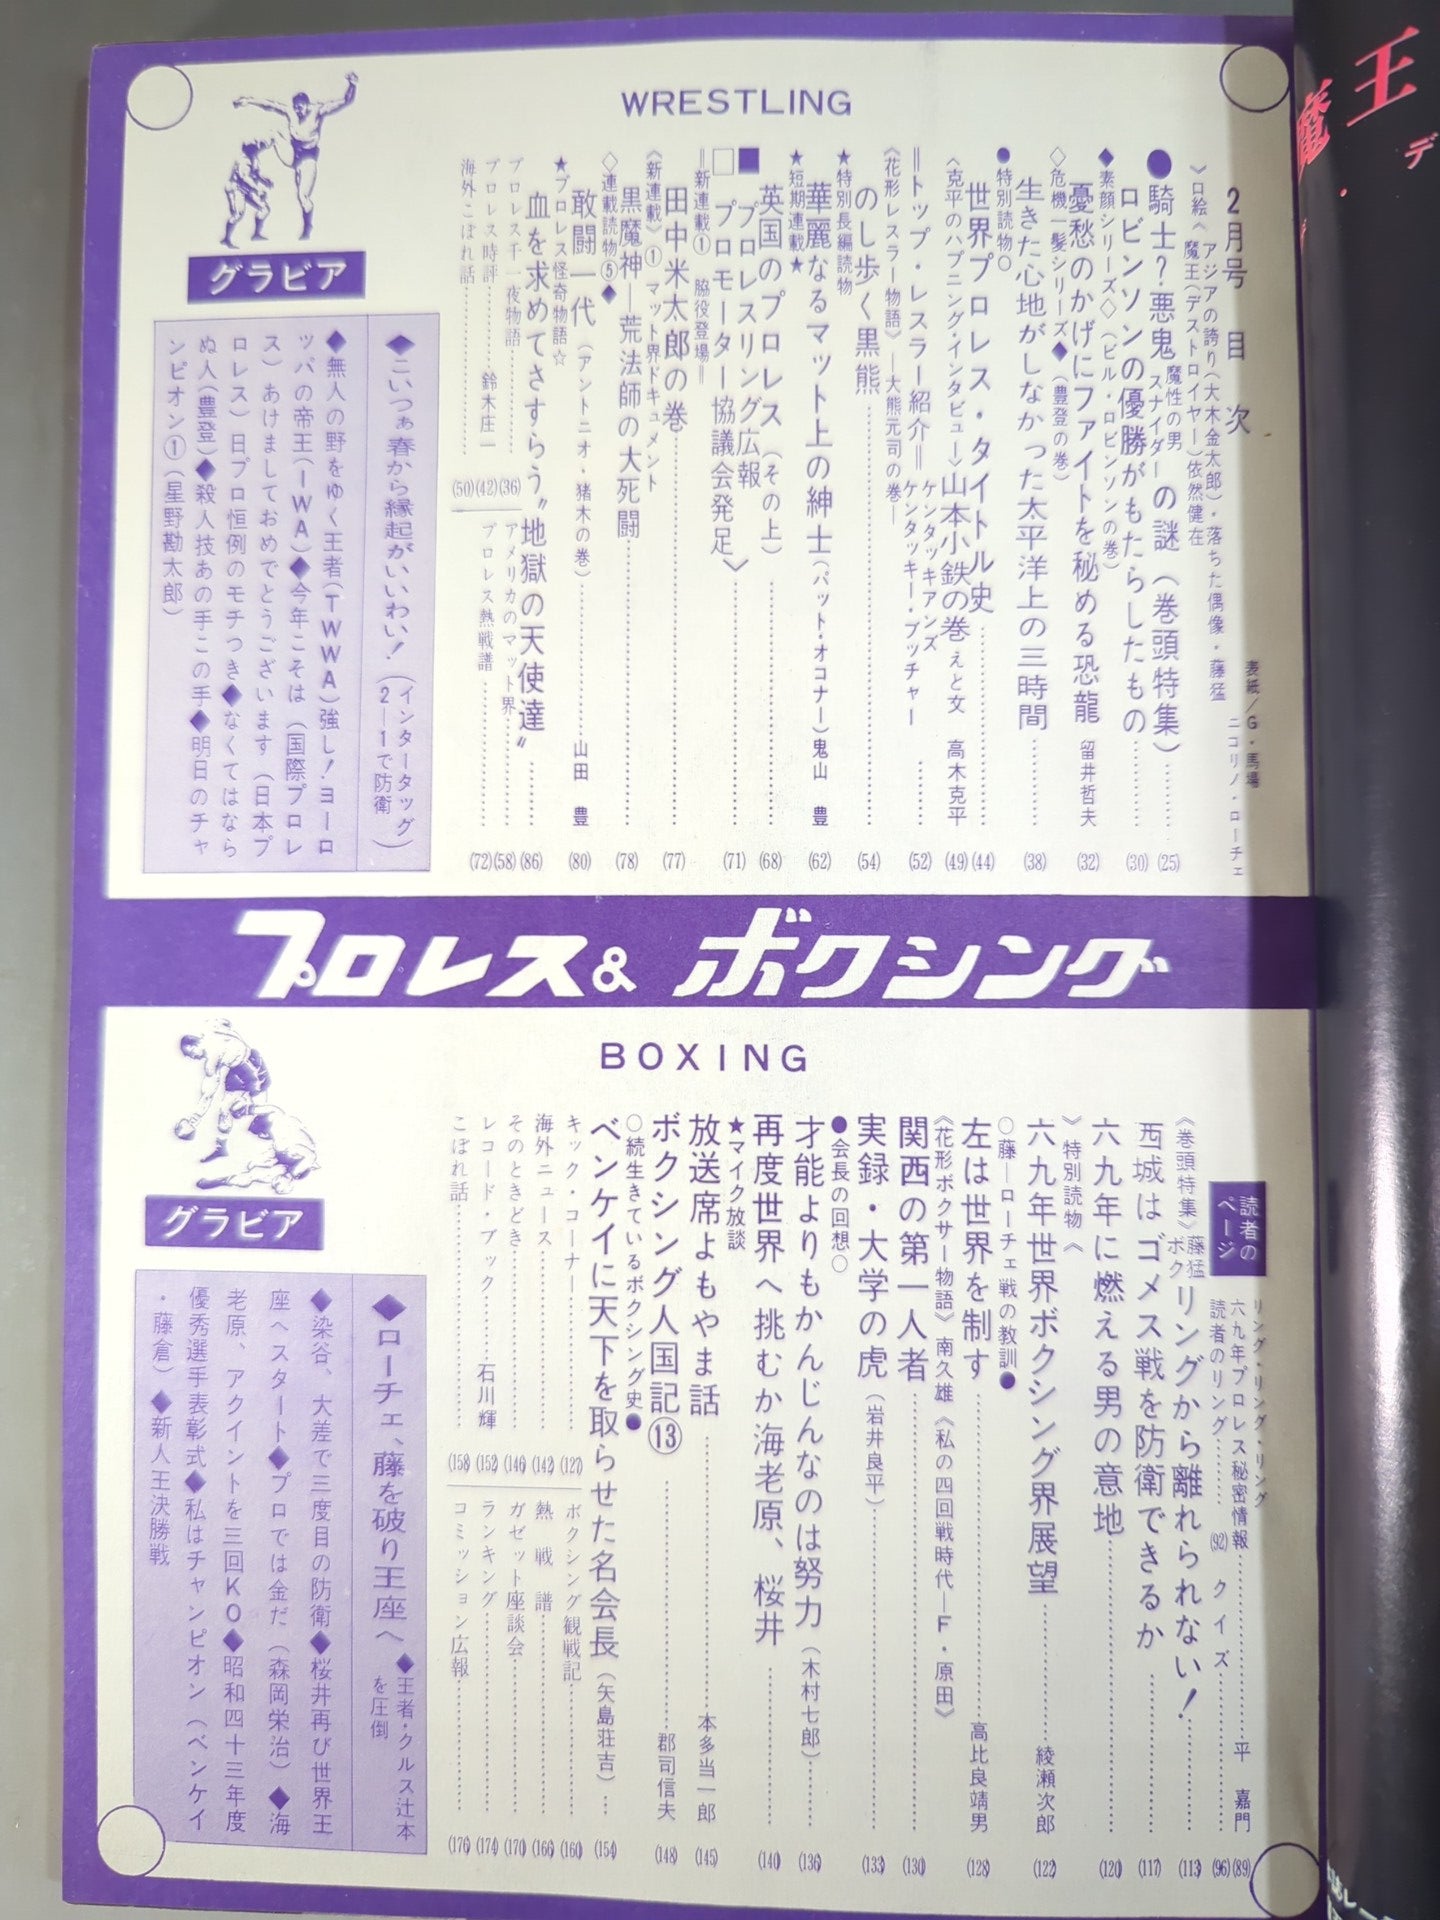 WRESTLING
2月号 目次
表紙/G・馬場
ニコリノ・ローチェ
〉口絵〈 アジアの誇り(大木金太郎)・落ちた偶像・藤猛
魔王(デストロイヤー)依然健在
●騎士?悪鬼 魔性の男スナイダーの謎(巻頭特集)……(25)
ロビンソンの優勝がもたらしたもの……(30)
◆素顔シリーズ◇(ビル・ロビンソンの巻)
憂愁のかげにファイトを秘める恐龍 留井哲夫 (32)
◇危機一髪シリーズ◆(豊登の巻)
生きた心地がしなかった太平洋上の三時間……(38)
●特別読物○
世界プロレス・タイトル史……(44)
〈克平のハプニング・インタビュー〉山本小鉄の巻 えと文 高木克平 (49)
=トップ・レスラー紹介= ケンタッキアンズ
ケンタッキー・ブッチャー……(52)
《花形レスラー物語》—大熊元司の巻—
のし歩く黒熊……(54)
★特別長編読物
華麗なるマット上の紳士(パット・オコナー)鬼山 豊 (62)
★短期連載★
英国のプロレス(その上)……(68)
■プロレスリング広報
□プロモーター協議会発足〉……(71)
=新連載① 脇役登場=
田中米太郎の巻……(77)
《新連載》① マット界ドキュメント
黒魔神—荒法師の大死闘……(78)
◇連載読物⑤◆
敢闘一代(アントニオ・猪木の巻) 山田 豊 (80)
★プロレス怪奇物語☆
血を求めてさすらう〝地獄の天使達〟……(86)
プロレス千一夜物語……(36)
プロレス時評……鈴木庄一 (42)
海外こぼれ話……(50)
アメリカのマット界……(58)
プロレス熱戦譜……(72)
グラビア
◆こいつぁ春から縁起がいいわい!(インタータッグ 2—1で防衛)
◆無人の野をゆく王者(TWWA)強し!ヨーロ
ッパの帝王(IWA)◆今年こそは(国際プロレ
ス)あけましておめでとうございます(日本プ
ロレス)日プロ恒例のモチつき◆なくてはなら
ぬ人(豊登)◆殺人技あの手この手◆明日のチャ
ンピオン①(星野勘太郎)
プロレス&ボクシング
BOXING
読者のページ
リング・リング・リング
六九年プロレス秘密情報……平 嘉門 (89)
読者のリング……(92) クイズ……(96)
《巻頭特集》藤猛 ボクリングから離れられない!……(113)
西城はゴメス戦を防衛できるか……(117)
六九年に燃える男の意地……(120)
〉特別読物〈
六九年世界ボクシング界展望……綾瀬次郎 (122)
○藤—ローチェ戦の教訓●
左は世界を制す……高比良靖男 (128)
《花形ボクサー物語》南久雄《私の四回戦時代—F・原田》
関西の第一人者……(130)
実録・大学の虎(岩井良平)……(133)
●会長の回想○
才能よりもかんじんなのは努力(木村七郎)……(136)
再度世界へ挑むか海老原、桜井……(140)
★マイク放談
放送席よもやま話……本多当一郎 (145)
ボクシング人国記⑬……郡司信夫 (148)
○続生きているボクシング史●
ベンケイに天下を取らせた名会長(矢島荘吉)…(154)
キック・コーナー……(127)
海外ニュース……(142)
そのときどき……(146)
レコード・ブック……石川輝 (152)
こぼれ話……(158)
ボクシング観戦記……(160)
熱戦譜……(166)
ガゼット座談会……(170)
ランキング……(174)
コミッション広報……(176)
グラビア
◆ローチェ、藤を破り王座へ◆王者・クルス辻本を圧倒
◆染谷、大差で三度目の防衛◆桜井再び世界王
座へスタート◆プロでは金だ(森岡栄治)◆海
老原、アクイントを三回KO◆昭和四十三年度
優秀選手表彰式◆私はチャンピオン(ベンケイ
・藤倉)◆新人王決勝戦
魔王
デ